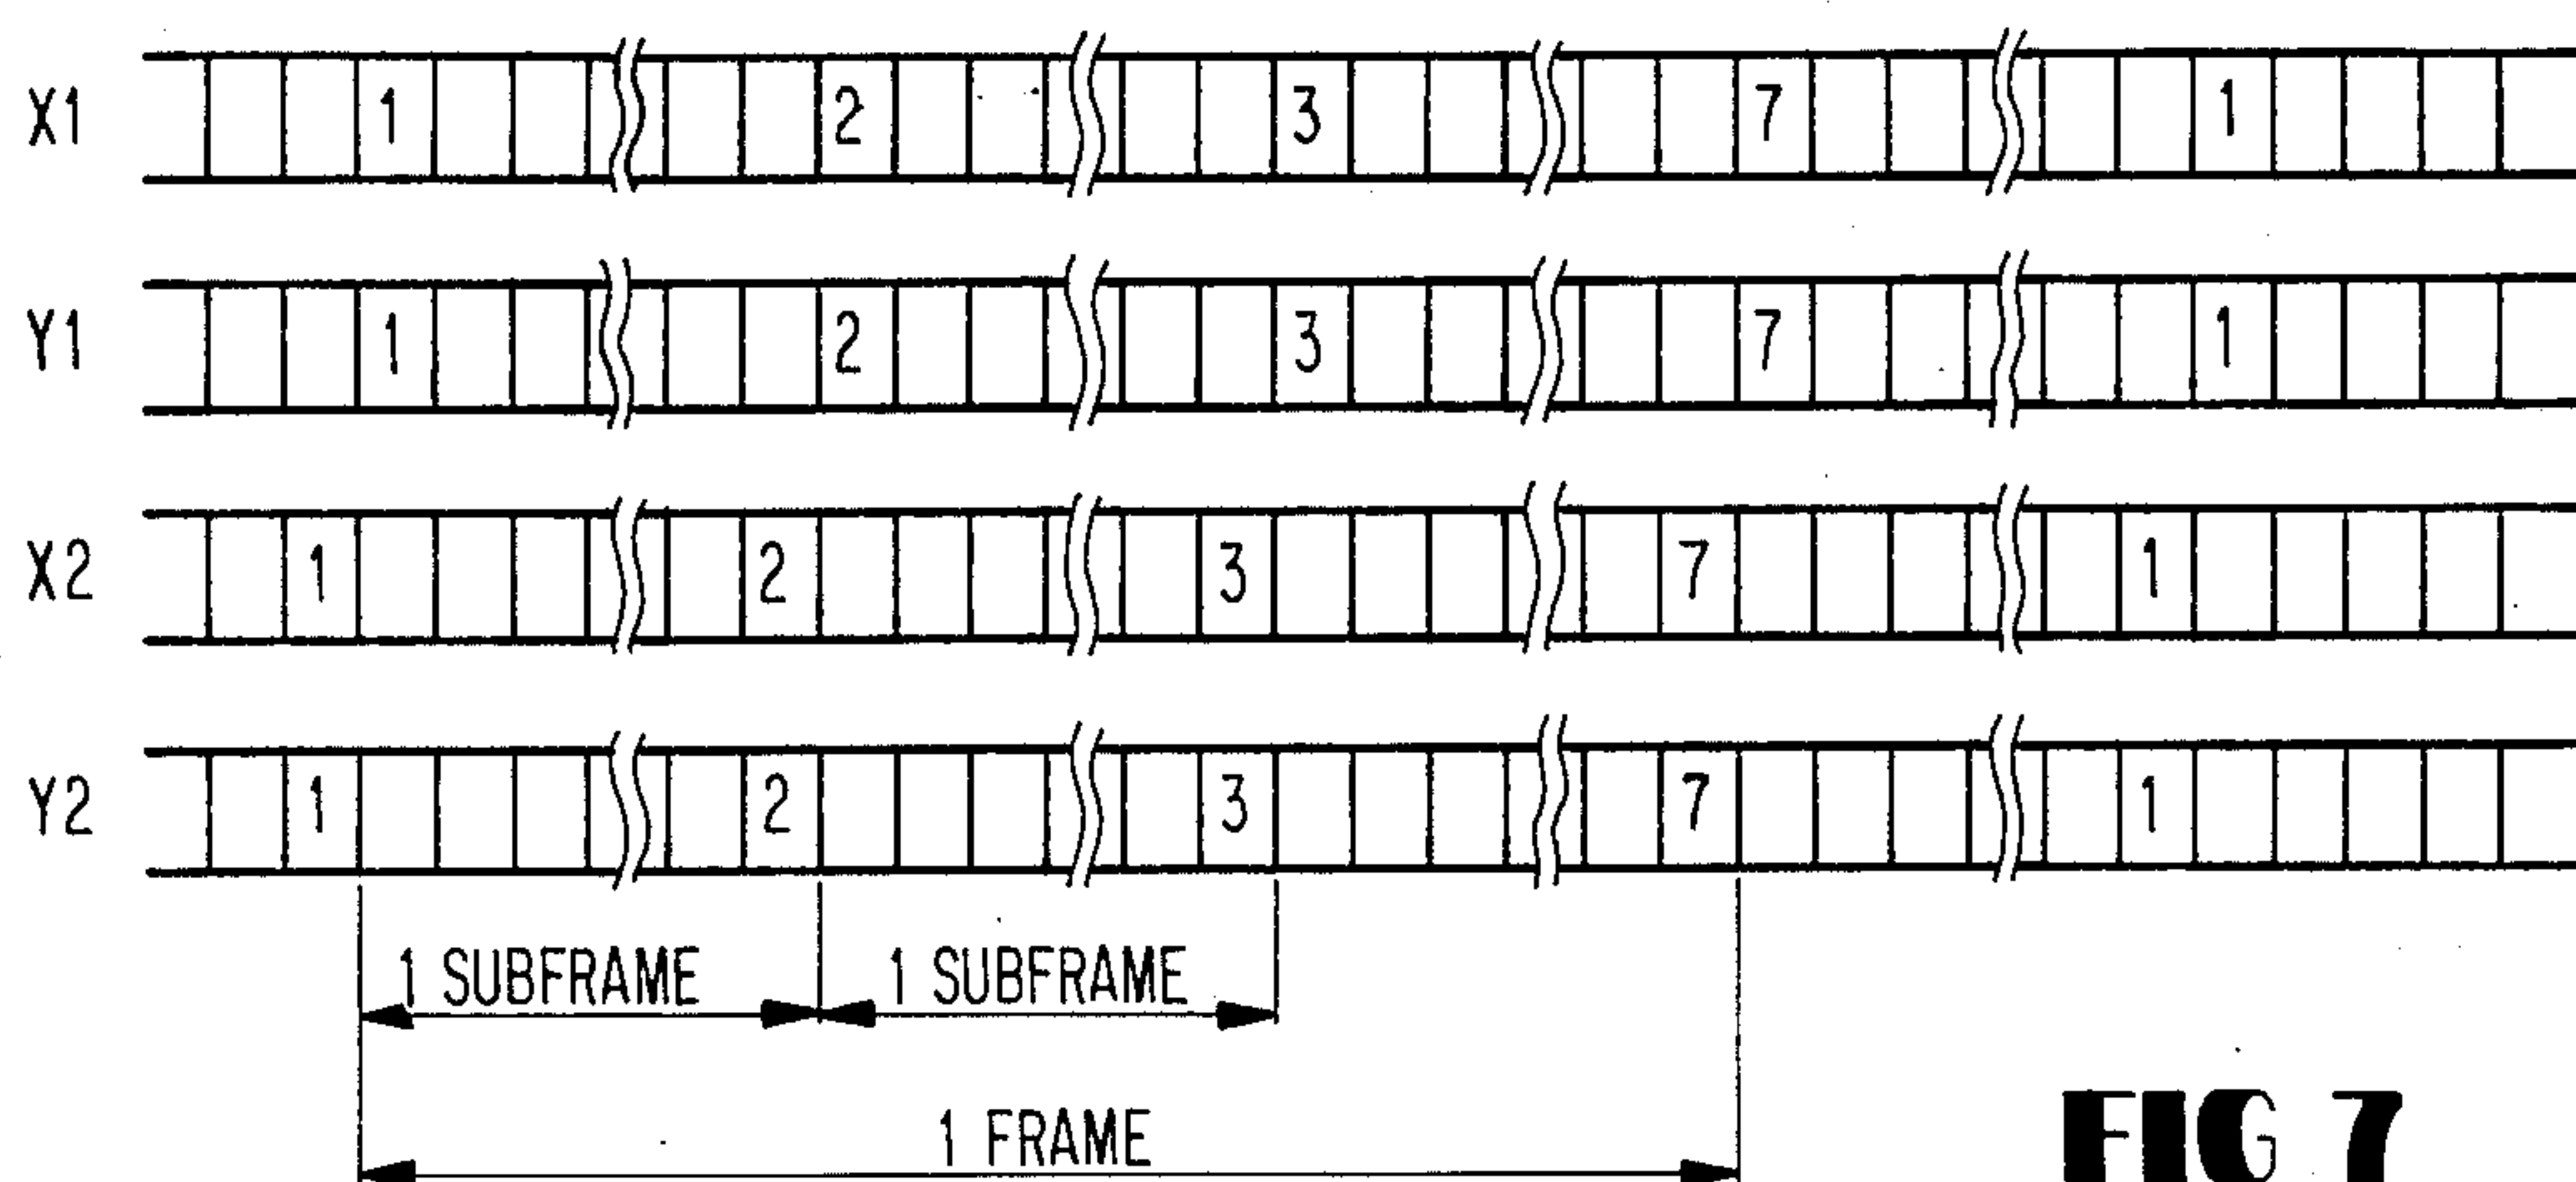 X1 1 2 3 7 1
Y1 1 2 3 7 1
X2 1 2 3 7 1
Y2 1 2 3 7 1
1 SUBFRAME 1 SUBFRAME
1 FRAME
FIG 7